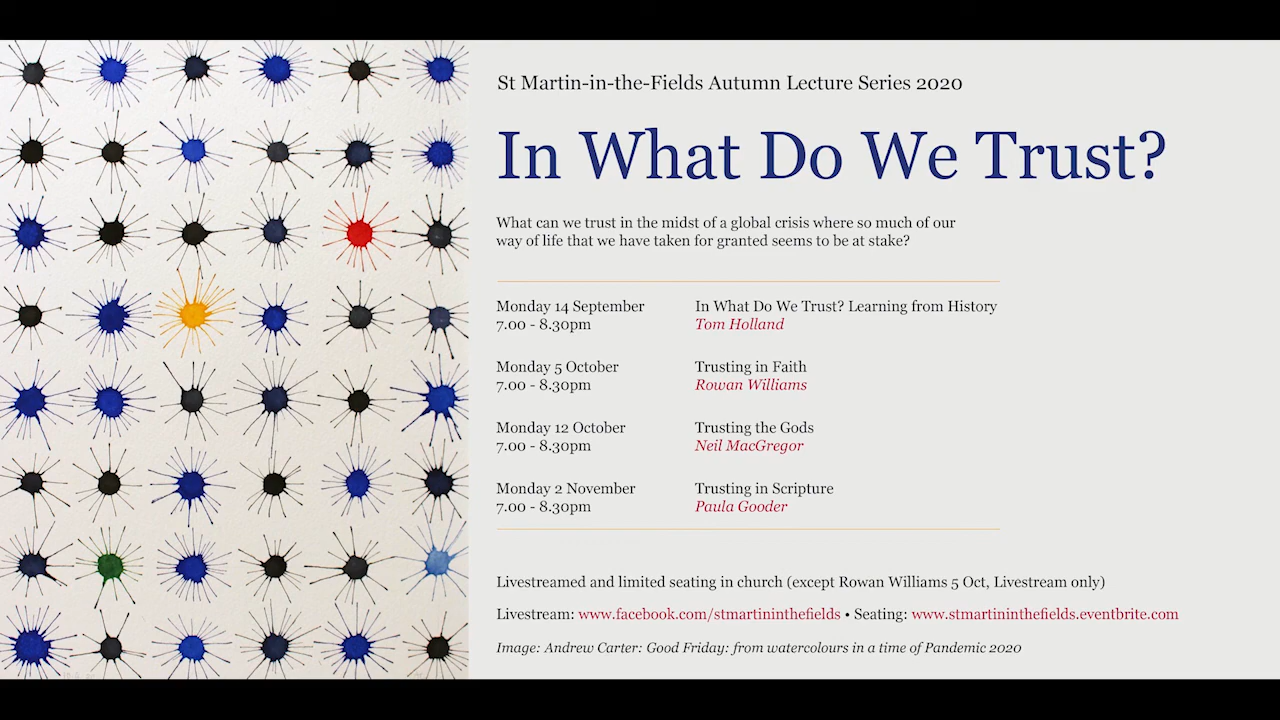 St Martin-in-the-Fields Autumn Lecture Series 2020
In What Do We Trust?
What can we trust in the midst of a global crisis where so much of our
way of life that we have taken for granted seems to be at stake?
Monday 14 September
7.00 - 8.30pm
In What Do We Trust? Learning from History
Tom Holland
Monday 5 October
7.00 - 8.30pm
Trusting in Faith
Rowan Williams
Monday 12 October
7.00 - 8.30pm
Trusting the Gods
Neil MacGregor
Monday 2 November
7.00 - 8.30pm
Trusting in Scripture
Paula Gooder
Livestreamed and limited seating in church (except Rowan Williams 5 Oct, Livestream only)
Livestream: www.facebook.com/stmartininthefields • Seating: www.stmartininthefields.eventbrite.com
Image: Andrew Carter: Good Friday: from watercolours in a time of Pandemic 2020